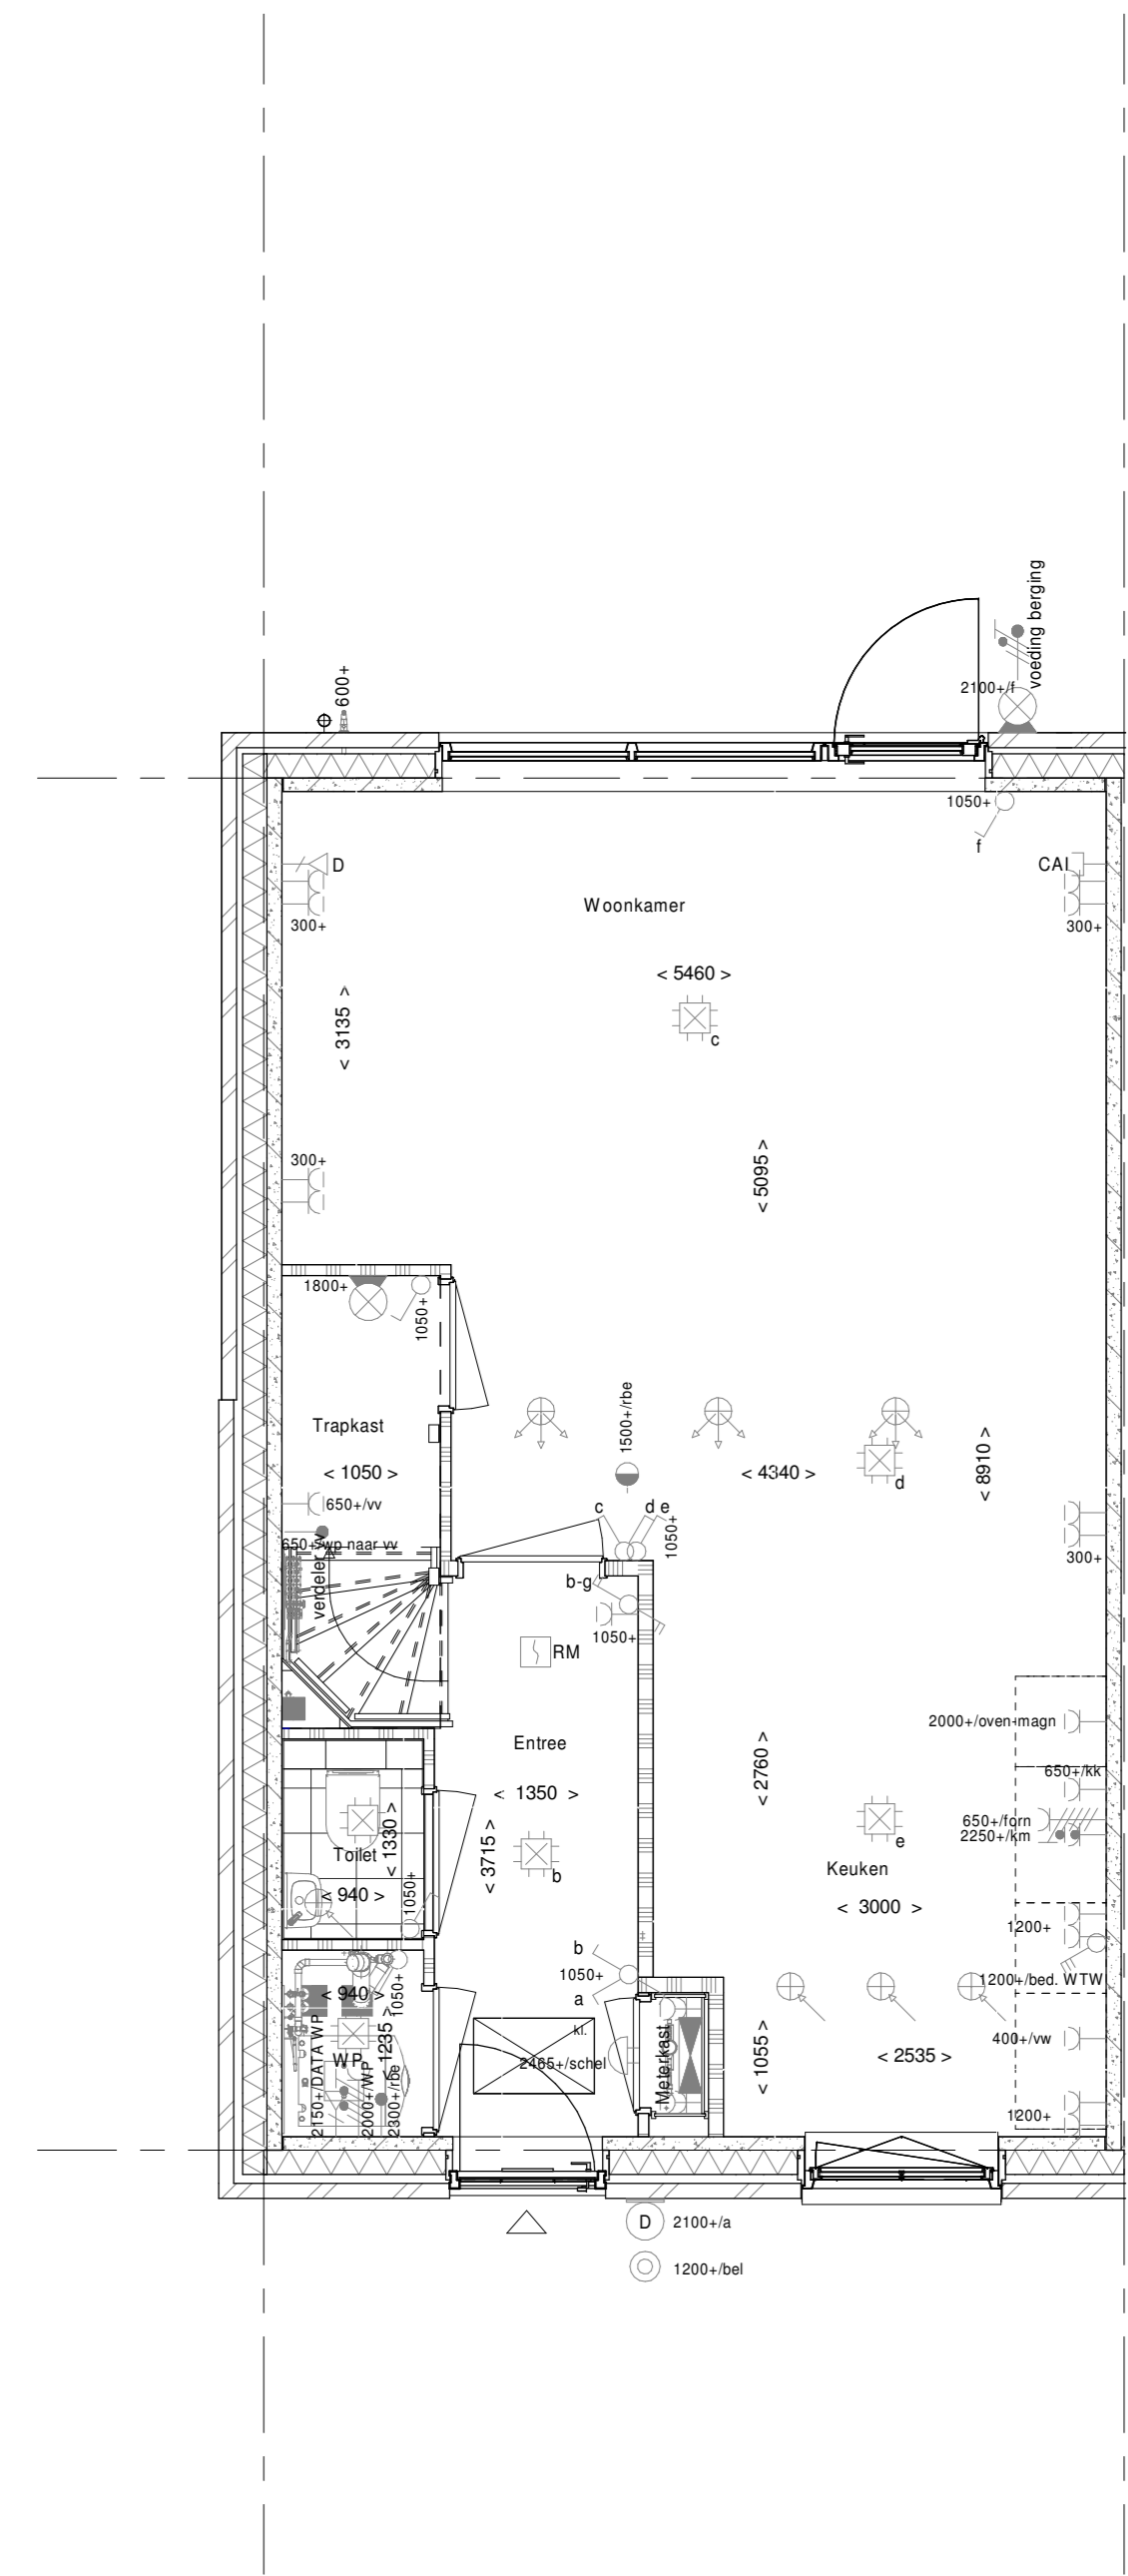 voeding berging
600+
2100+/f
1050+
f
D
CAI
300+
300+
Woonkamer
< 5460 >
c
< 3135 >
< 5095 >
300+
1800+
1050+
Trapkast
< 1050 >
1500+/rbe
< 4340 >
d
< 8910 >
650+/vv
c
d e
1050+
300+
650+/wp naar vv
verdeler vv
b-g
1050+
RM
2000+/oven-magn
Entree
< 1350 >
< 2760 >
650+/kk
650+/forn
2250+/km
Toilet
< 1330 >
< 940 >
1050+
< 3715 >
b
e
Keuken
< 3000 >
1200+
b
1050+
a
1200+/bed. WTW
< 940 >
1050+
kl.
2465+/schel
Meterkast
< 1055 >
< 2535 >
400+/vw
WP
< 1235 >
2150+/DATA WP
2000+/WP
2300+/rbe
1200+
D
2100+/a
1200+/bel